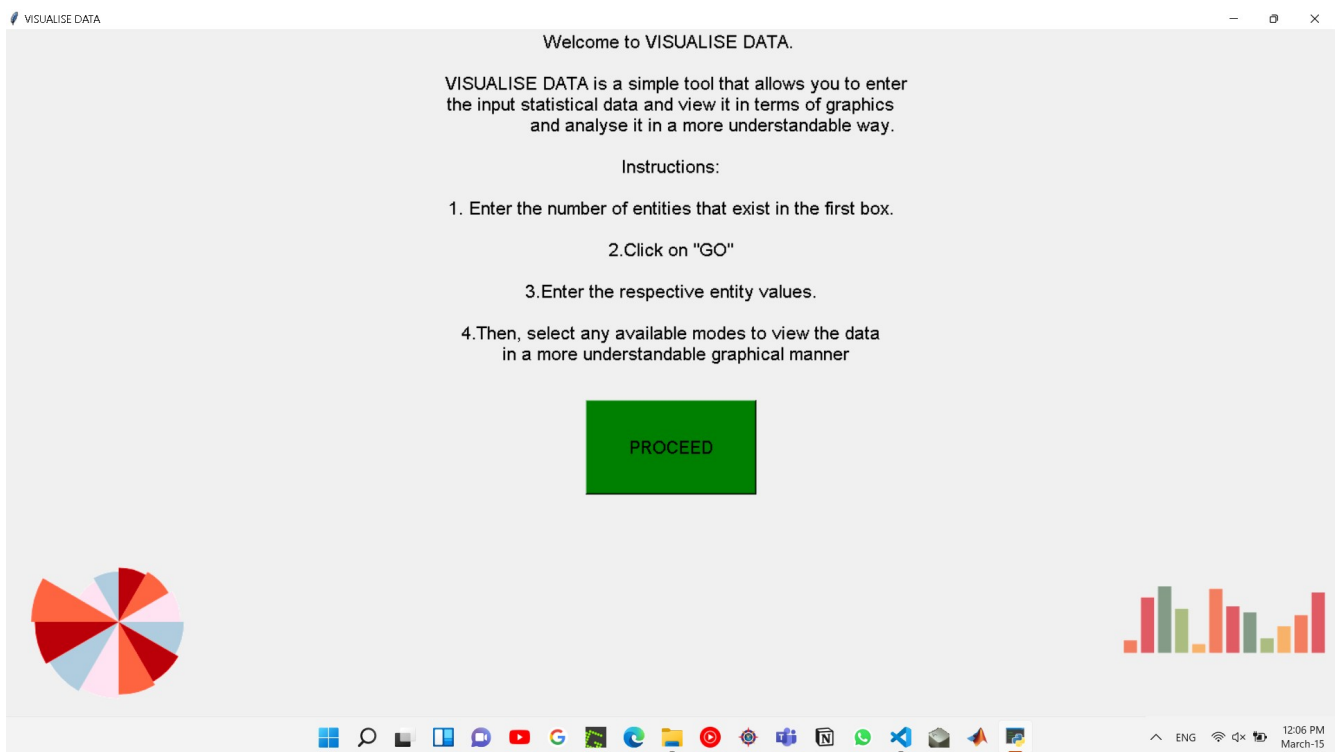 VISUALISE DATA
Welcome to VISUALISE DATA.
VISUALISE DATA is a simple tool that allows you to enter
the input statistical data and view it in terms of graphics
and analyse it in a more understandable way.
Instructions:
1. Enter the number of entities that exist in the first box.
2.Click on "GO"
3.Enter the respective entity values.
4.Then, select any available modes to view the data
in a more understandable graphical manner
PROCEED
ENG
12:06 PM
March-15